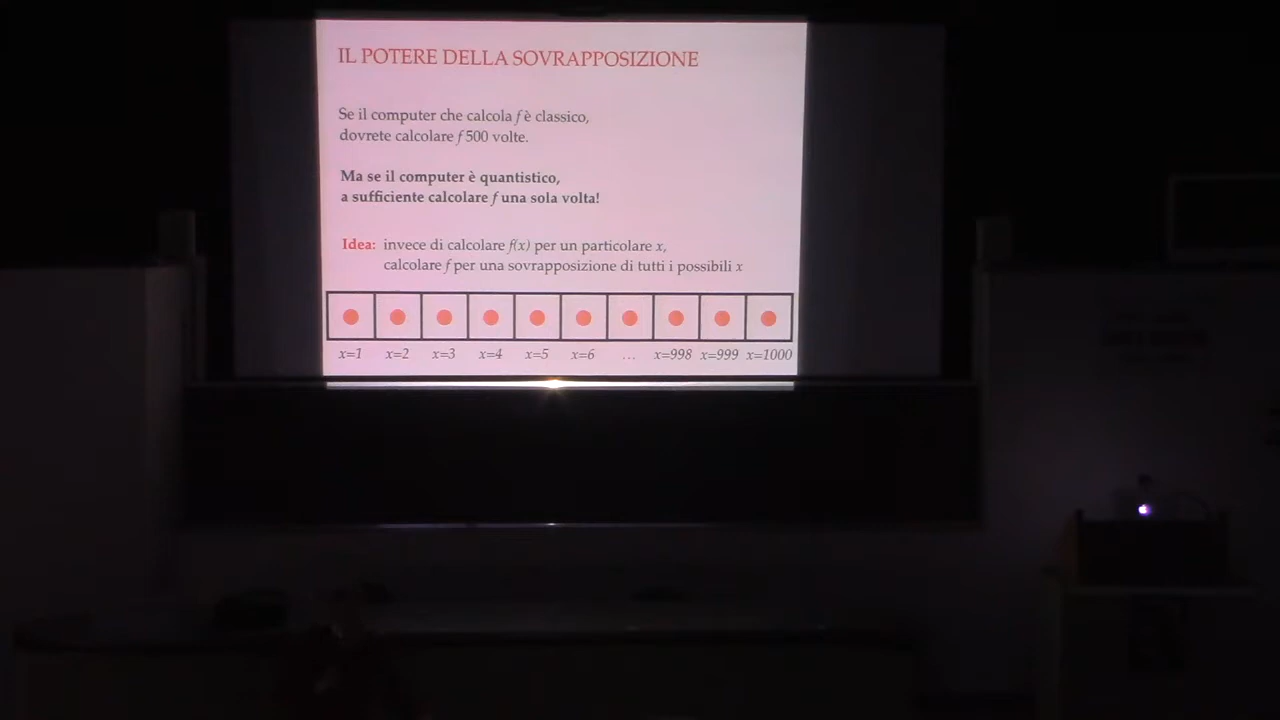 IL POTERE DELLA SOVRAPPOSIZIONE
Se il computer che calcola f è classico,
dovrete calcolare f 500 volte.
Ma se il computer è quantistico,
a sufficiente calcolare f una sola volta!
Idea: invece di calcolare f(x) per un particolare x,
calcolare f per una sovrapposizione di tutti i possibili x
x=1 x=2 x=3 x=4 x=5 x=6 … x=998 x=999 x=1000